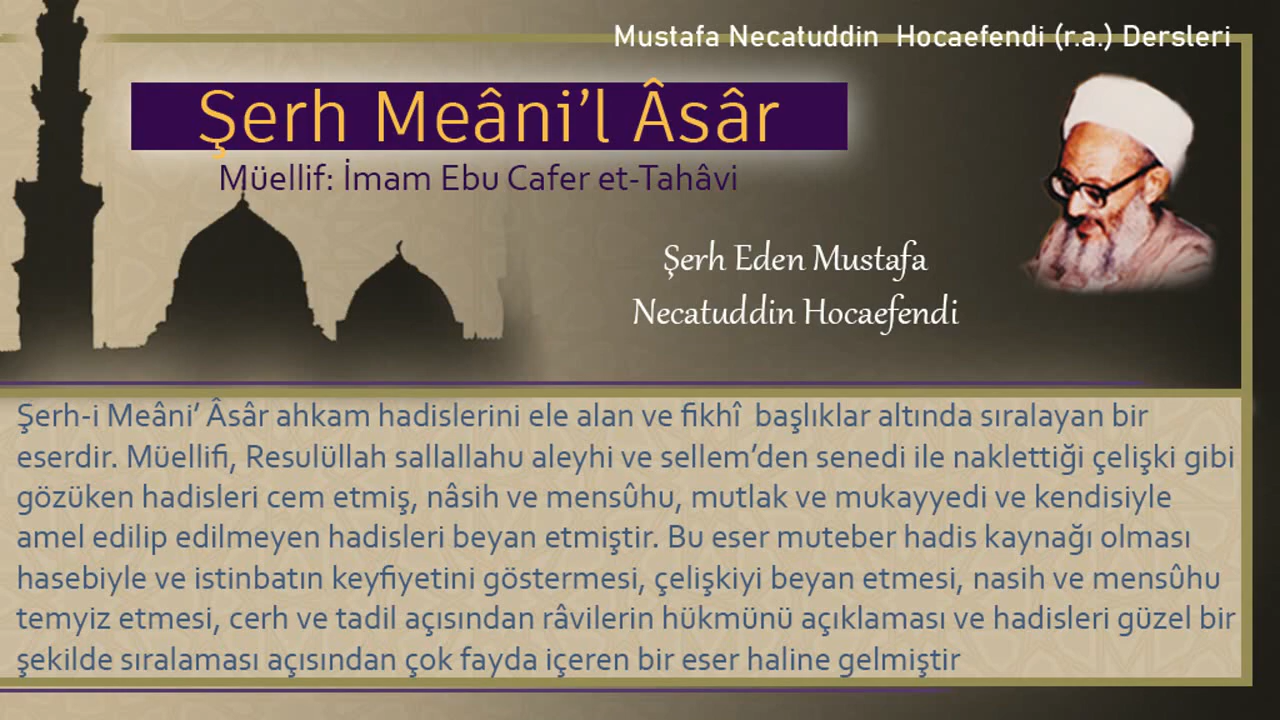 Mustafa Necatuddin Hocaefendi (r.a.) Dersleri
Şerh Meâni’l Âsâr
Müellif: İmam Ebu Cafer et-Tahâvi
Şerh Eden Mustafa
Necatuddin Hocaefendi
Şerh-i Meâni’ Âsâr ahkam hadislerini ele alan ve fikhî başlıklar altında sıralayan bir
eserdir. Müellifi, Resulüllah sallallahu aleyhi ve sellem’den senedi ile naklettiği çelişki gibi
gözüken hadisleri cem etmiş, nâsih ve mensûhu, mutlak ve mukayyedi ve kendisiyle
amel edilip edilmeyen hadisleri beyan etmiştir. Bu eser muteber hadis kaynağı olması
hasebiyle ve istinbatın keyfiyetini göstermesi, çelişkiyi beyan etmesi, nasih ve mensûhu
temyiz etmesi, cerh ve tadil açısından râvilerin hükmünü açıklaması ve hadisleri güzel bir
şekilde sıralaması açısından çok fayda içeren bir eser haline gelmiştir